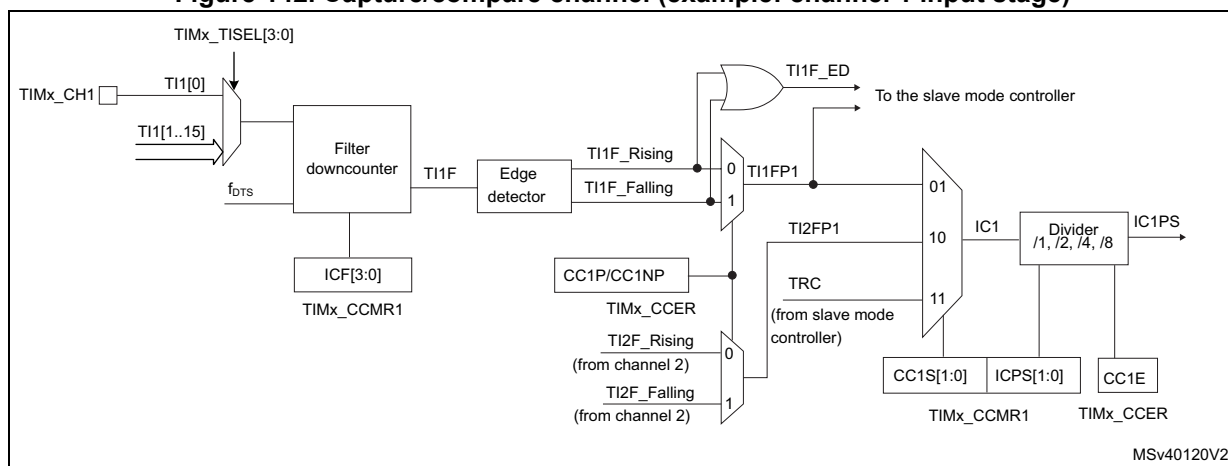 Figure 142. Capture/compare channel (example: channel 1 input stage)
TIMx_TISEL[3:0]
TIMx_CH1
TI1[0]
TI1[1..15]
fDTS
Filter
downcounter
ICF[3:0]
TIMx_CCMR1
TI1F
Edge
detector
TI1F_Rising
TI1F_Falling
0
1
TI1F_ED
To the slave mode controller
TI1FP1
TI2FP1
TRC
(from slave mode
controller)
CC1P/CC1NP
TIMx_CCER
TI2F_Rising
(from channel 2)
TI2F_Falling
(from channel 2)
0
1
01
10
11
IC1
Divider
/1, /2, /4, /8
IC1PS
CC1S[1:0]
ICPS[1:0]
TIMx_CCMR1
CC1E
TIMx_CCER
MSv40120V2